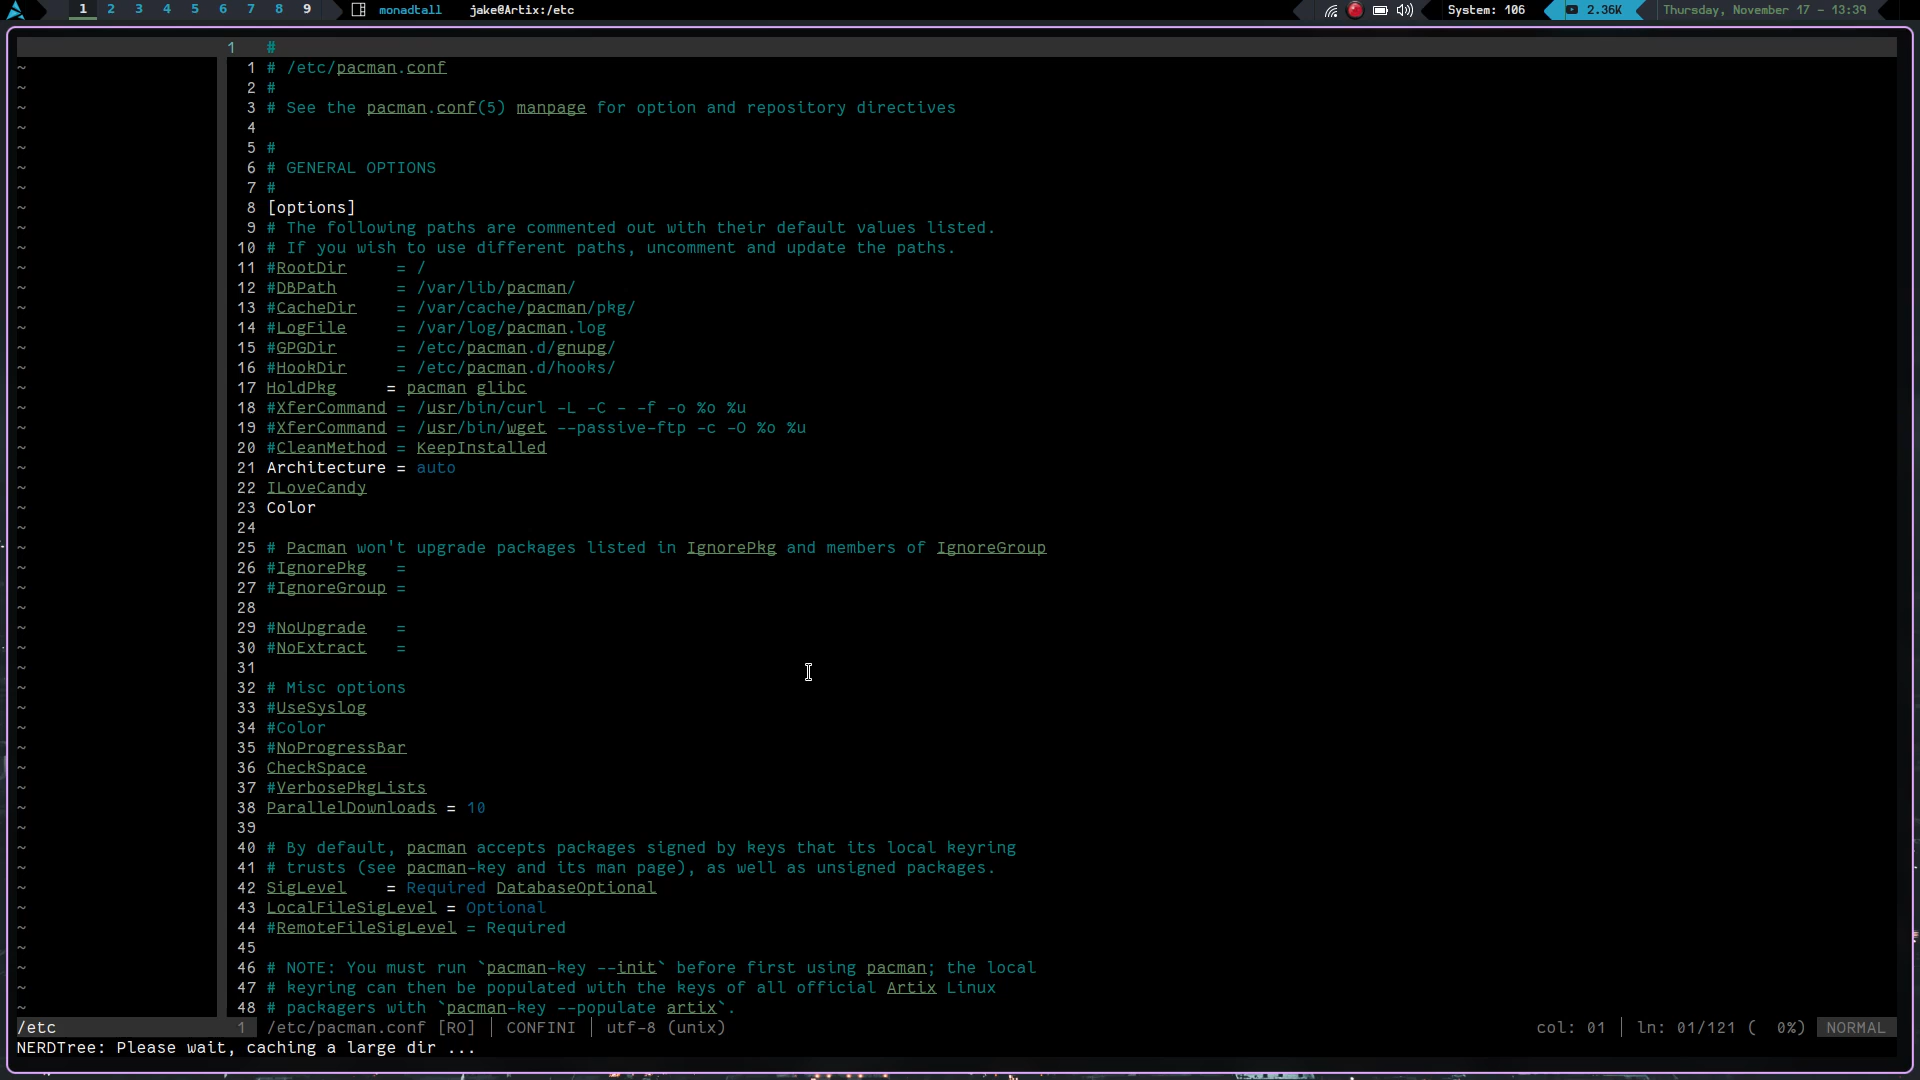 1 2 3 4 5 6 7 8 9 monadtall jake@Artix:/etc System: 106 2.36K Thursday, November 17 - 13:39
1 #
~ 1 # /etc/pacman.conf
~ 2 #
~ 3 # See the pacman.conf(5) manpage for option and repository directives
~ 4
~ 5 #
~ 6 # GENERAL OPTIONS
~ 7 #
~ 8 [options]
~ 9 # The following paths are commented out with their default values listed.
~ 10 # If you wish to use different paths, uncomment and update the paths.
~ 11 #RootDir     = /
~ 12 #DBPath      = /var/lib/pacman/
~ 13 #CacheDir    = /var/cache/pacman/pkg/
~ 14 #LogFile     = /var/log/pacman.log
~ 15 #GPGDir      = /etc/pacman.d/gnupg/
~ 16 #HookDir     = /etc/pacman.d/hooks/
~ 17 HoldPkg     = pacman glibc
~ 18 #XferCommand = /usr/bin/curl -L -C - -f -o %o %u
~ 19 #XferCommand = /usr/bin/wget --passive-ftp -c -O %o %u
~ 20 #CleanMethod = KeepInstalled
~ 21 Architecture = auto
~ 22 ILoveCandy
~ 23 Color
~ 24
~ 25 # Pacman won't upgrade packages listed in IgnorePkg and members of IgnoreGroup
~ 26 #IgnorePkg   =
~ 27 #IgnoreGroup =
~ 28
~ 29 #NoUpgrade   =
~ 30 #NoExtract   =
~ 31
~ 32 # Misc options
~ 33 #UseSyslog
~ 34 #Color
~ 35 #NoProgressBar
~ 36 CheckSpace
~ 37 #VerbosePkgLists
~ 38 ParallelDownloads = 10
~ 39
~ 40 # By default, pacman accepts packages signed by keys that its local keyring
~ 41 # trusts (see pacman-key and its man page), as well as unsigned packages.
~ 42 SigLevel    = Required DatabaseOptional
~ 43 LocalFileSigLevel = Optional
~ 44 #RemoteFileSigLevel = Required
~ 45
~ 46 # NOTE: You must run `pacman-key --init` before first using pacman; the local
~ 47 # keyring can then be populated with the keys of all official Artix Linux
~ 48 # packagers with `pacman-key --populate artix`.
/etc 1 /etc/pacman.conf [RO] | CONFINI | utf-8 (unix) col: 01 | ln: 01/121 (  0%) NORMAL
NERDTree: Please wait, caching a large dir ...